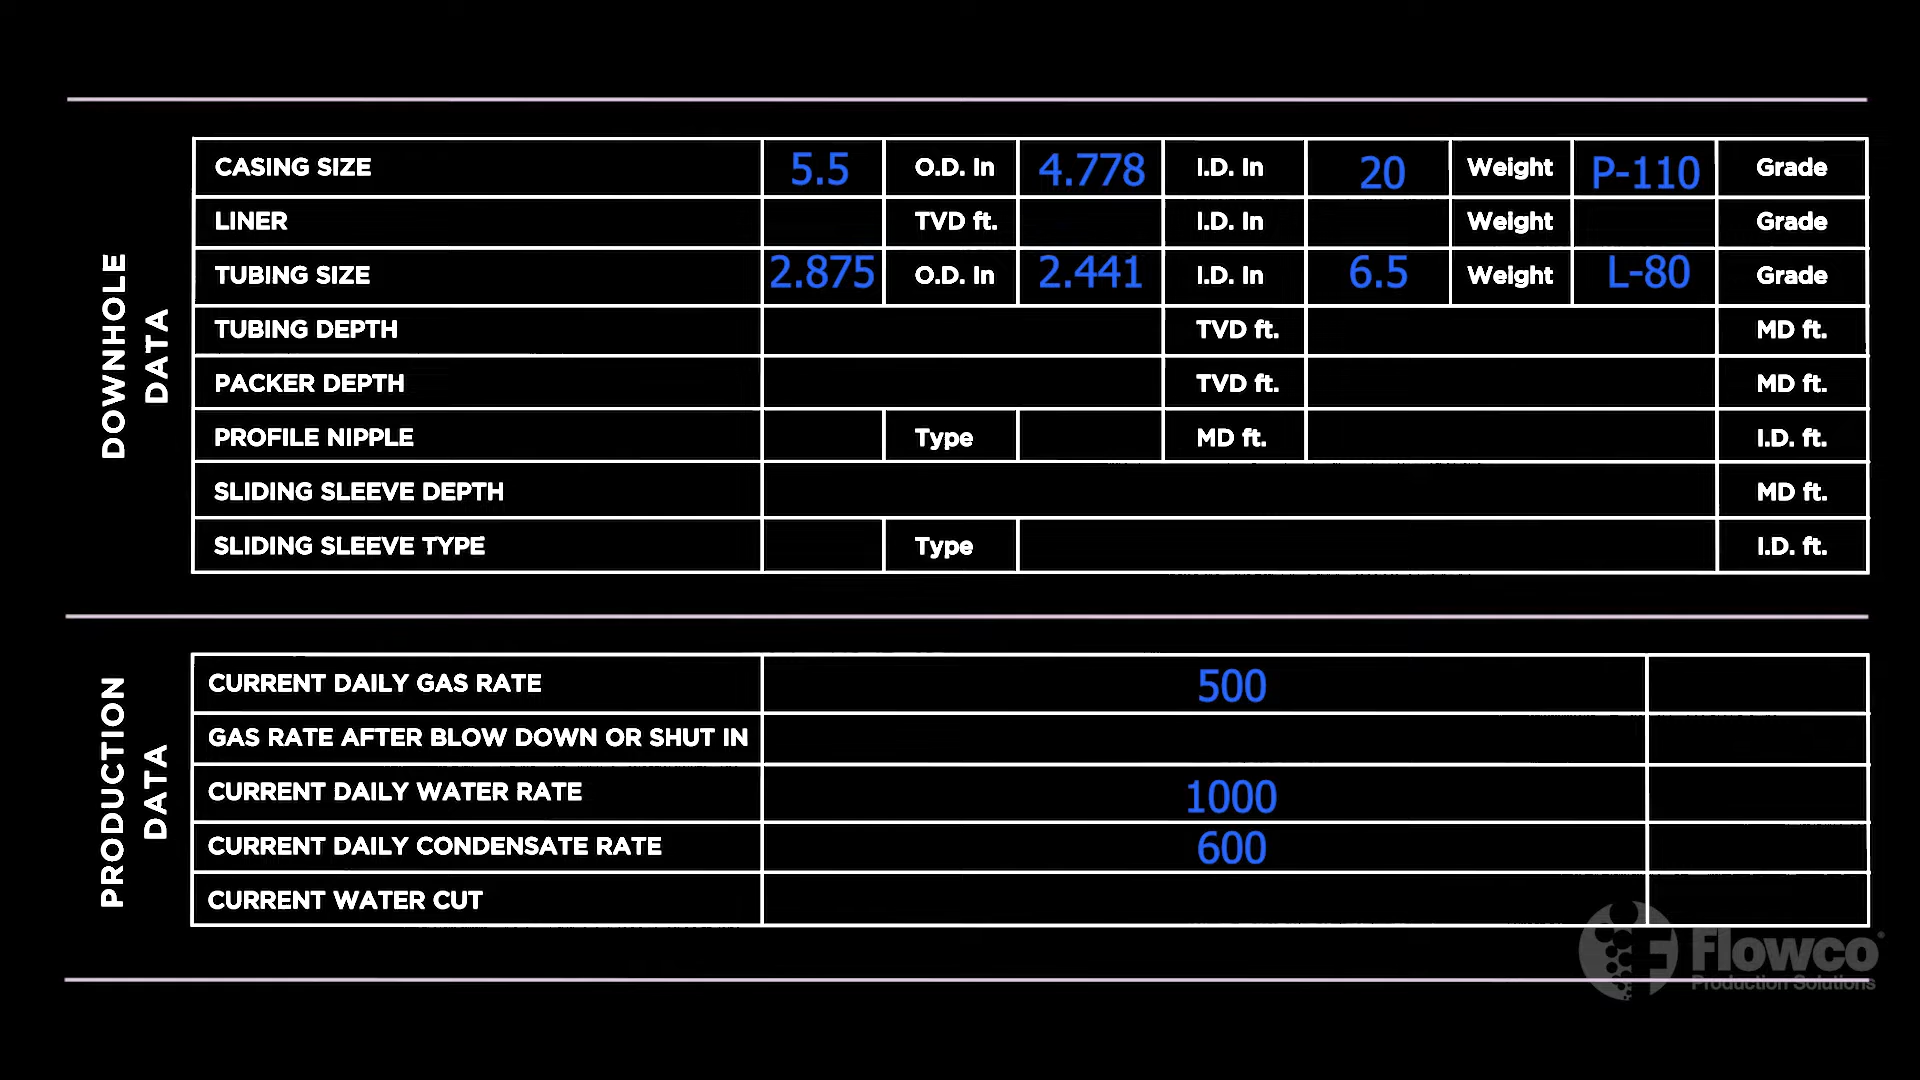 DOWNHOLE DATA
CASING SIZE 5.5 O.D. In 4.778 I.D. In 20 Weight P-110 Grade
LINER TVD ft. I.D. In Weight Grade
TUBING SIZE 2.875 O.D. In 2.441 I.D. In 6.5 Weight L-80 Grade
TUBING DEPTH TVD ft. MD ft.
PACKER DEPTH TVD ft. MD ft.
PROFILE NIPPLE Type MD ft. I.D. ft.
SLIDING SLEEVE DEPTH MD ft.
SLIDING SLEEVE TYPE Type I.D. ft.
PRODUCTION DATA
CURRENT DAILY GAS RATE 500
GAS RATE AFTER BLOW DOWN OR SHUT IN
CURRENT DAILY WATER RATE 1000
CURRENT DAILY CONDENSATE RATE 600
CURRENT WATER CUT
Flowco
Production Solutions